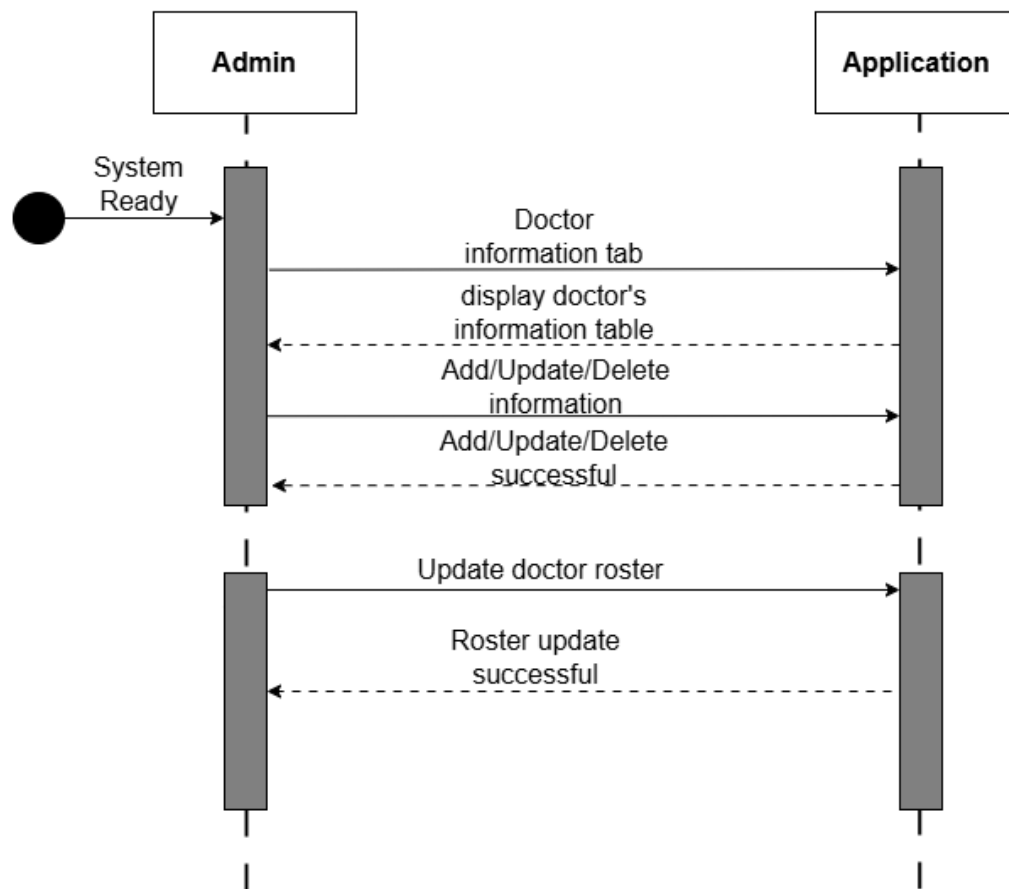 Admin
Application
System
Ready
Doctor
information tab
display doctor's
information table
Add/Update/Delete
information
Add/Update/Delete
successful
Update doctor roster
Roster update
successful